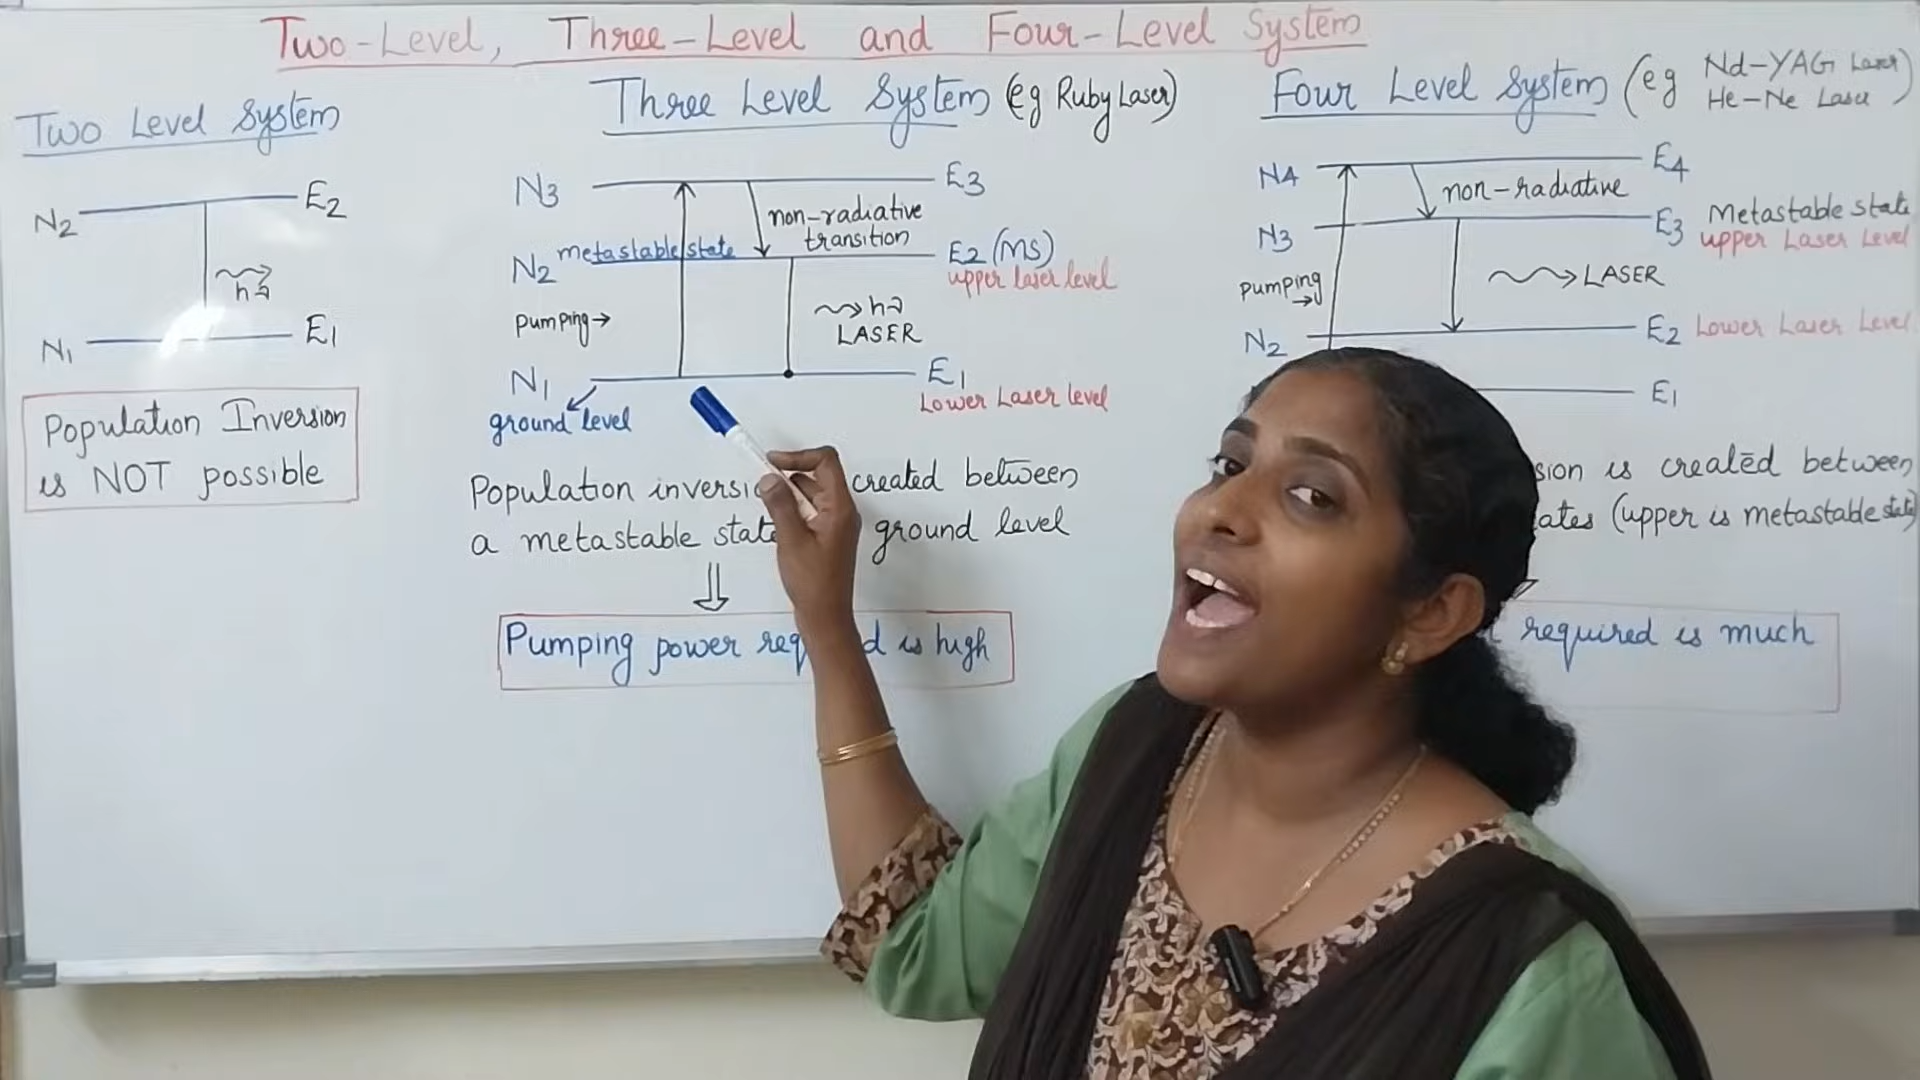 Two-Level, Three-Level and Four-Level System
Two Level System
N2
E2
hν
N1
E1
Population Inversion
is NOT possible
Three Level System (eg Ruby Laser)
N3
E3
non-radiative
transition
N2 metastable state
E2 (MS)
upper laser level
pumping→
hν
LASER
N1
E1
ground level
Lower Laser level
Population created between
a metastable ground level
⇓
Pumping power is high
Four Level System (eg Nd-YAG Laser
He-Ne Laser)
N4
E4
non-radiative
N3
E3 Metastable state
upper Laser Level
pumping→
LASER
N2
E2 Lower Laser Level
E1
is created between
(upper is metastable state)
required is much